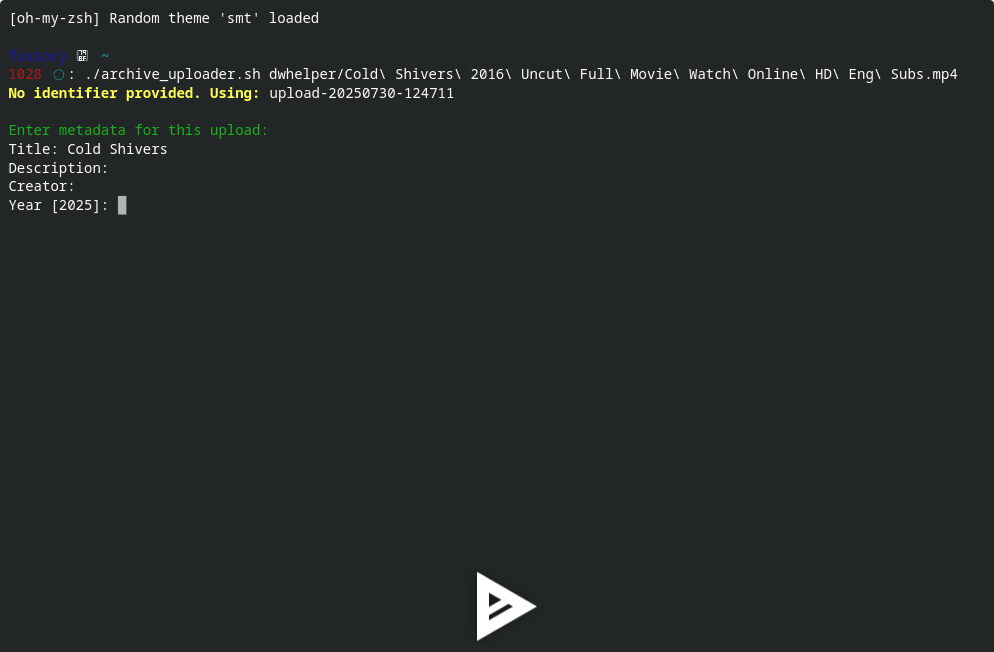 [oh-my-zsh] Random theme 'smt' loaded
foxsocy ~
1028 : ./archive_uploader.sh dwhelper/Cold\ Shivers\ 2016\ Uncut\ Full\ Movie\ Watch\ Online\ HD\ Eng\ Subs.mp4
No identifier provided. Using: upload-20250730-124711
Enter metadata for this upload:
Title: Cold Shivers
Description:
Creator:
Year [2025]: